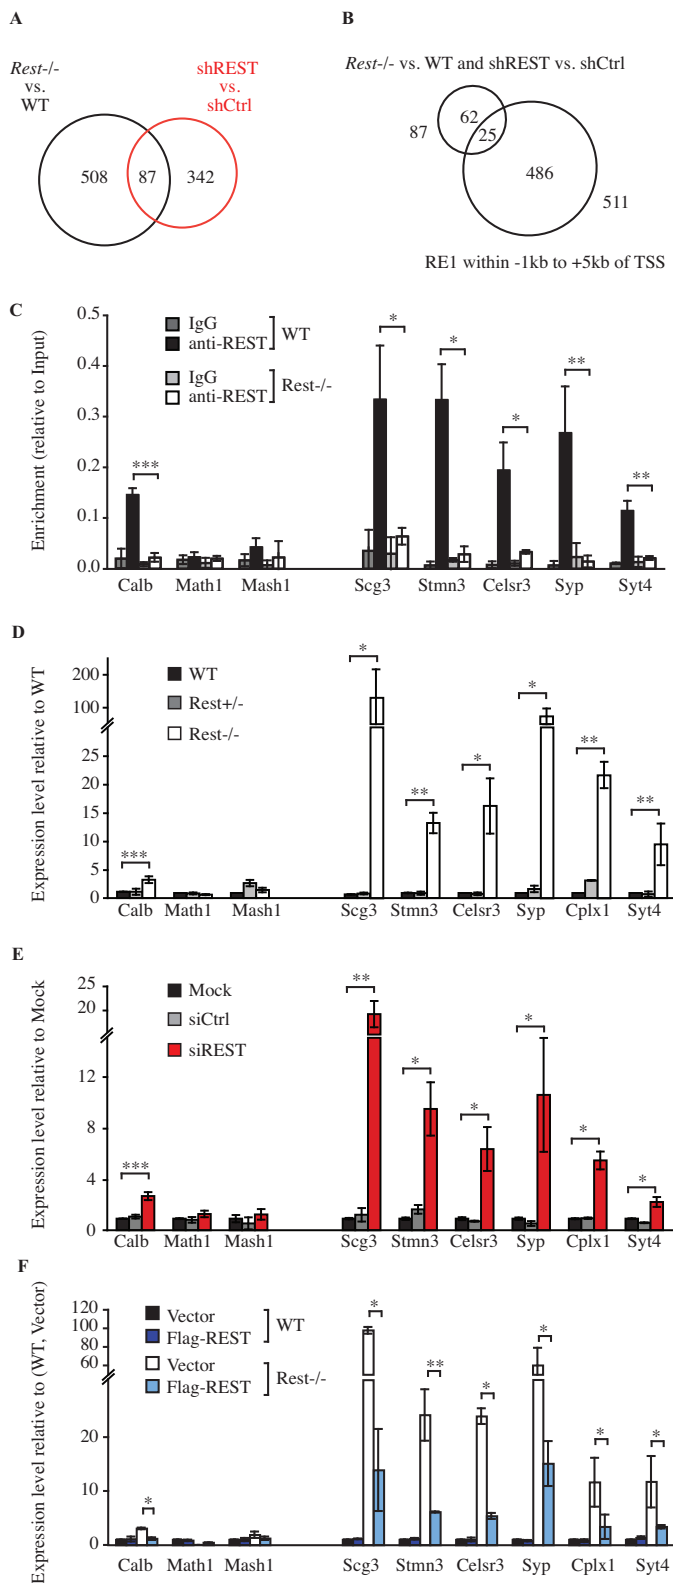 A
Rest-/-
vs.
WT
shREST
vs.
shCtrl
508
87
342
B
Rest-/- vs. WT and shREST vs. shCtrl
62
25
87
486
511
RE1 within -1kb to +5kb of TSS
C
Enrichment (relative to Input)
0.5
0.4
0.3
0.2
0.1
0.0
IgG
anti-REST
WT
IgG
anti-REST
Rest-/-
***
*
*
*
**
**
Calb Math1 Mash1 Scg3 Stmn3 Celsr3 Syp Syt4
D
Expression level relative to WT
200
100
25
20
15
10
5
0
WT
Rest+/-
Rest-/-
***
*
**
*
*
**
**
Calb Math1 Mash1 Scg3 Stmn3 Celsr3 Syp Cplx1 Syt4
E
Expression level relative to Mock
25
20
12
8
4
0
Mock
siCtrl
siREST
***
**
*
*
*
*
*
Calb Math1 Mash1 Scg3 Stmn3 Celsr3 Syp Cplx1 Syt4
F
Expression level relative to (WT, Vector)
120
100
80
60
20
10
0
Vector
Flag-REST
WT
Vector
Flag-REST
Rest-/-
*
*
**
*
*
*
*
Calb Math1 Mash1 Scg3 Stmn3 Celsr3 Syp Cplx1 Syt4